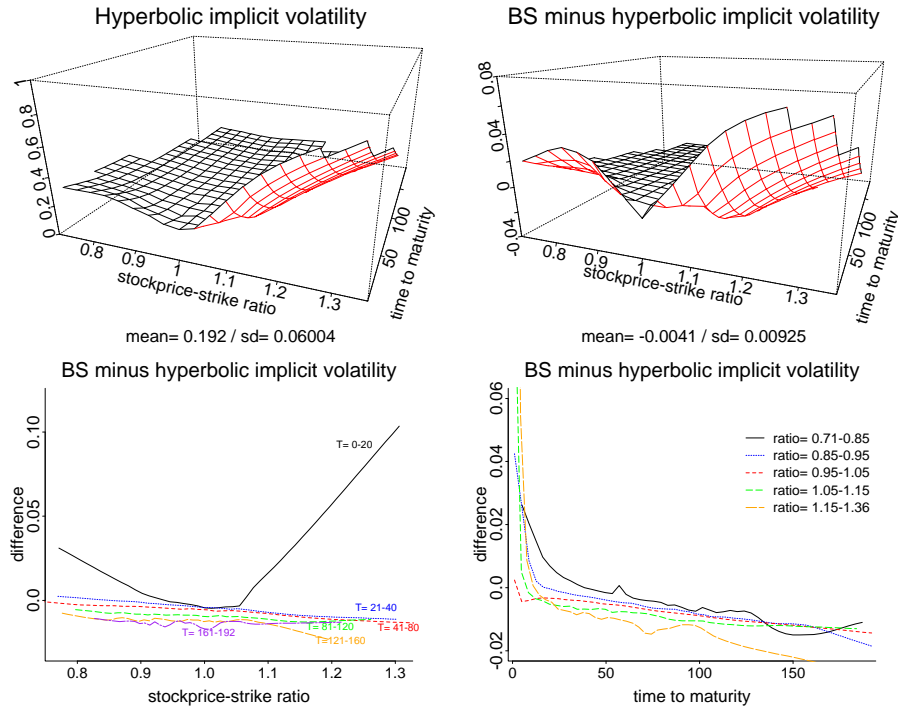 Hyperbolic implicit volatility
1
0.8
0.6
0.4
0.2
0
0.8
0.9
1
1.1
1.2
1.3
stockprice-strike ratio
50
100
time to maturity
mean= 0.192 / sd= 0.06004
BS minus hyperbolic implicit volatility
0.08
0.04
0
-0.04
0.8
0.9
1
1.1
1.2
1.3
stockprice-strike ratio
50
100
time to maturity
mean= -0.0041 / sd= 0.00925
BS minus hyperbolic implicit volatility
0.10
0.05
0.0
difference
T= 0-20
T= 21-40
T= 41-80
T= 81-120
T=121-160
T= 161-192
0.8
0.9
1.0
1.1
1.2
1.3
stockprice-strike ratio
BS minus hyperbolic implicit volatility
0.06
0.04
0.02
0.0
-0.02
difference
ratio= 0.71-0.85
ratio= 0.85-0.95
ratio= 0.95-1.05
ratio= 1.05-1.15
ratio= 1.15-1.36
0
50
100
150
time to maturity